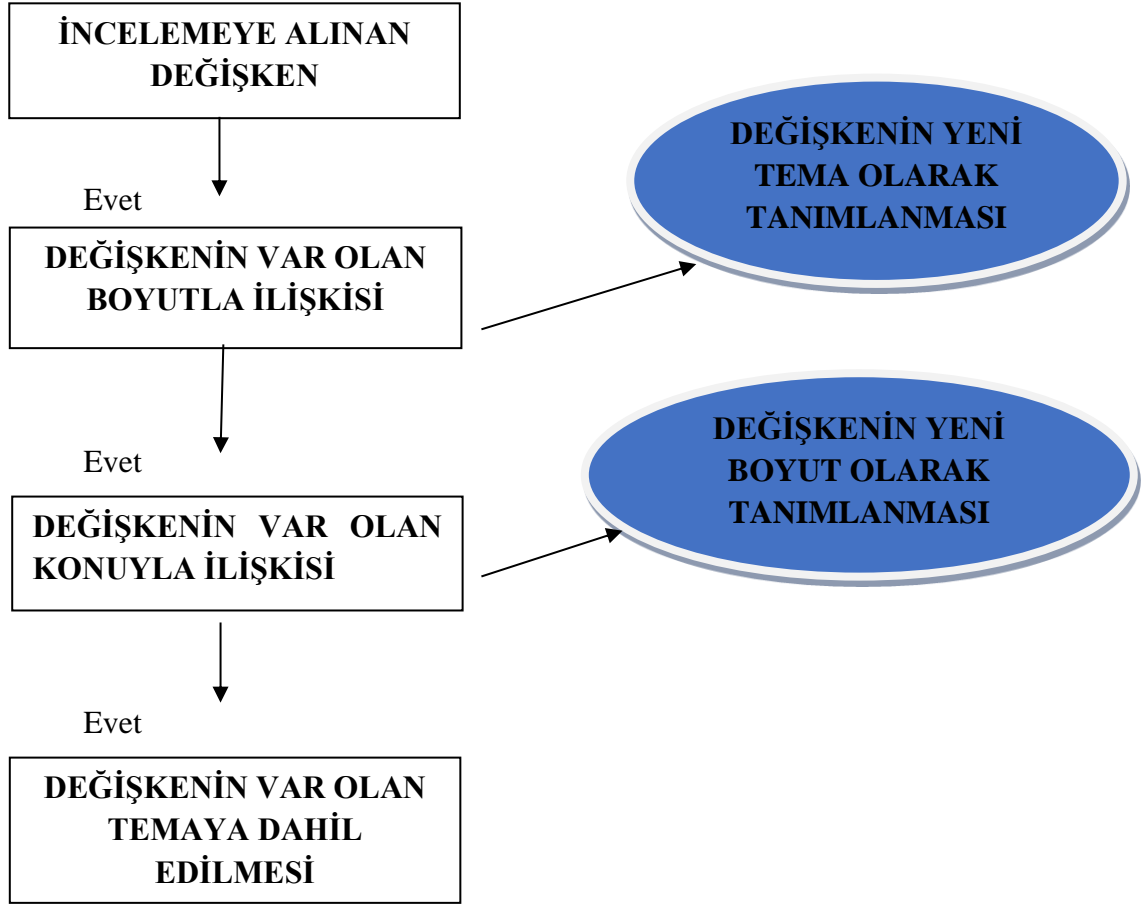 İNCELEMEYE ALINAN
DEĞİŞKEN
Evet
DEĞİŞKENİN VAR OLAN
BOYUTLA İLİŞKİSİ
DEĞİŞKENİN YENİ
TEMA OLARAK
TANIMLANMASI
Evet
DEĞİŞKENİN VAR OLAN
KONUYLA İLİŞKİSİ
DEĞİŞKENİN YENİ
BOYUT OLARAK
TANIMLANMASI
Evet
DEĞİŞKENİN VAR OLAN
TEMAYA DAHİL
EDİLMESİ